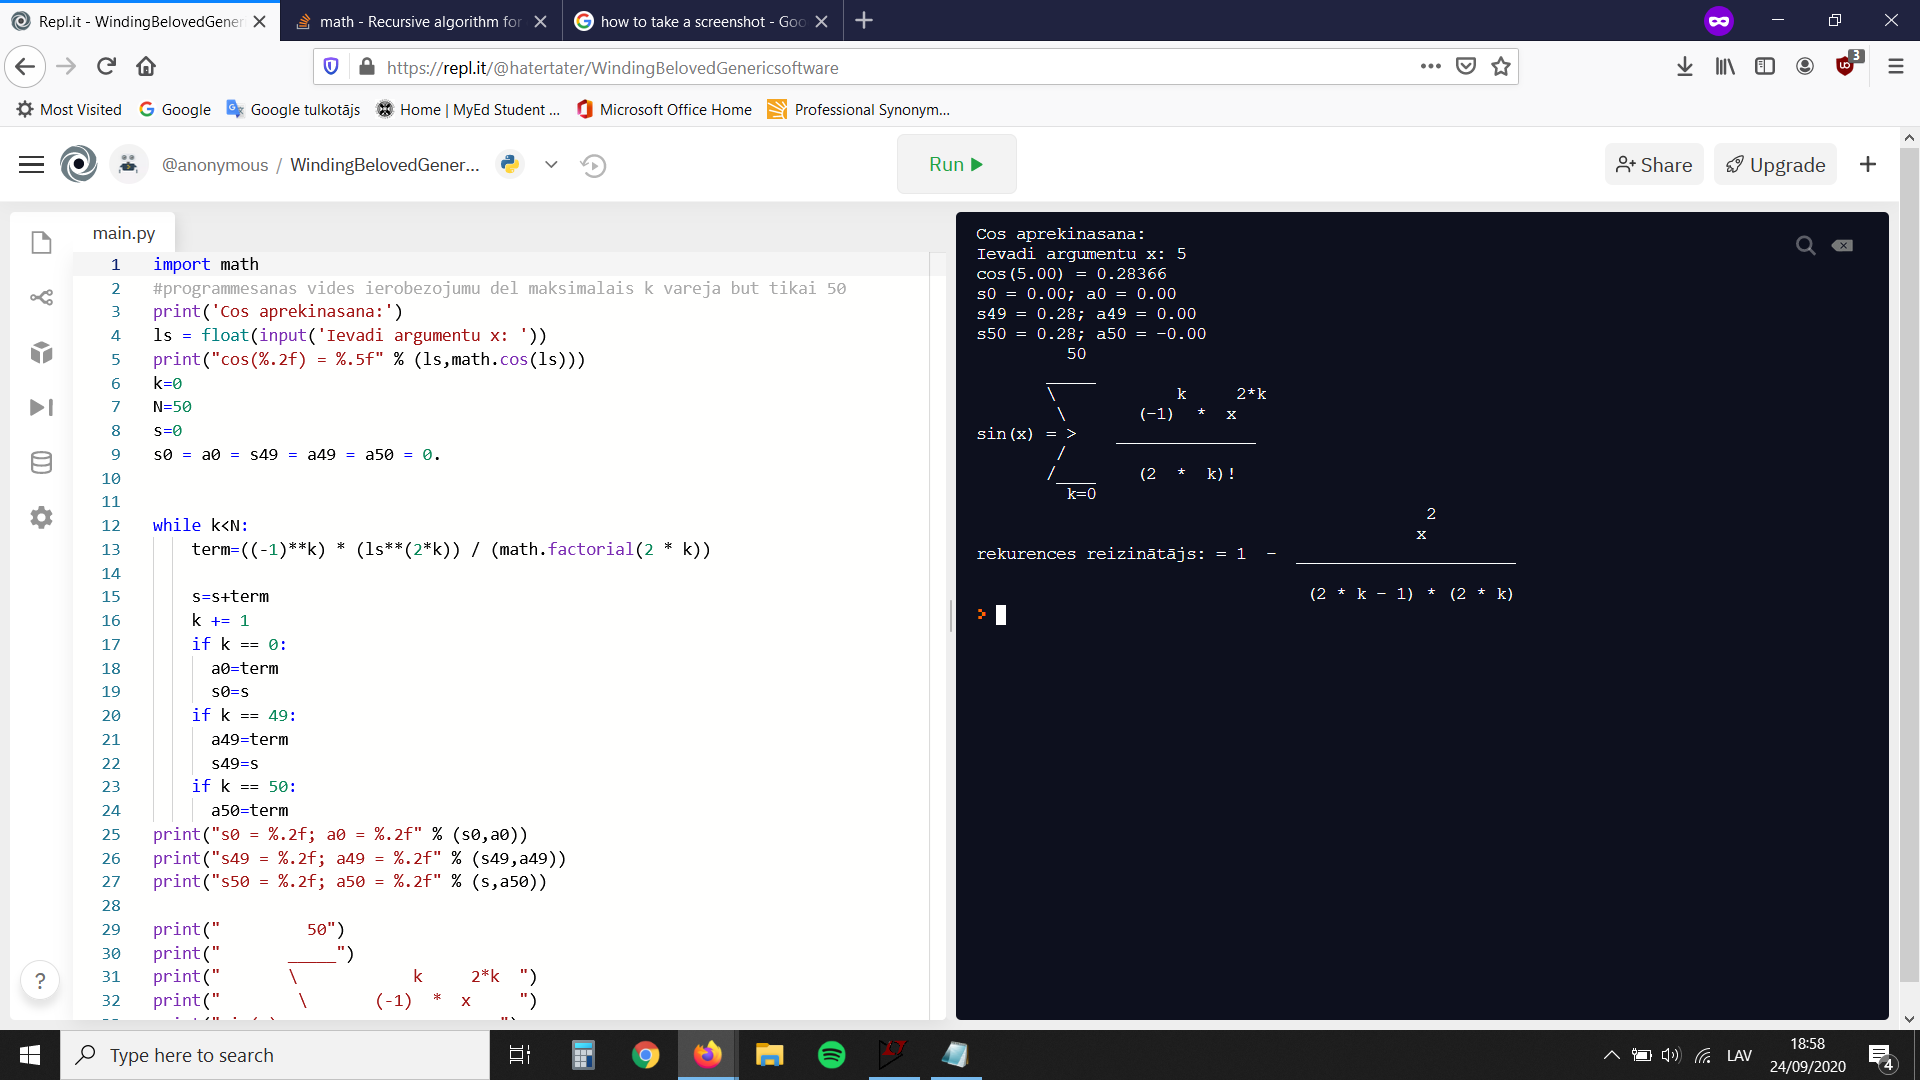 Repl.it - WindingBelovedGener
math - Recursive algorithm for
how to take a screenshot - Goo
https://repl.it/@hatertater/WindingBelovedGenericsoftware
3
Most Visited
Google
Google tulkotājs
Home | MyEd Student ...
Microsoft Office Home
Professional Synonym...
@anonymous / WindingBelovedGener...
Run
Share
Upgrade
main.py
1 import math
2 #programmesanas vides ierobezojumu del maksimalais k vareja but tikai 50
3 print('Cos aprekinasana:')
4 ls = float(input('Ievadi argumentu x: '))
5 print("cos(%.2f) = %.5f" % (ls,math.cos(ls)))
6 k=0
7 N=50
8 s=0
9 s0 = a0 = s49 = a49 = a50 = 0.
10
11
12 while k<N:
13 term=((-1)**k) * (ls**(2*k)) / (math.factorial(2 * k))
14
15 s=s+term
16 k += 1
17 if k == 0:
18 a0=term
19 s0=s
20 if k == 49:
21 a49=term
22 s49=s
23 if k == 50:
24 a50=term
25 print("s0 = %.2f; a0 = %.2f" % (s0,a0))
26 print("s49 = %.2f; a49 = %.2f" % (s49,a49))
27 print("s50 = %.2f; a50 = %.2f" % (s,a50))
28
29 print("         50")
30 print("       _____")
31 print("       \            k     2*k  ")
32 print("        \       (-1)  *  x     ")
?
Cos aprekinasana:
Ievadi argumentu x: 5
cos(5.00) = 0.28366
s0 = 0.00; a0 = 0.00
s49 = 0.28; a49 = 0.00
s50 = 0.28; a50 = -0.00
         50
       _____
       \            k     2*k
        \       (-1)  *  x
sin(x) = >    ______________
        /
       /____    (2  *  k)!
         k=0
2
x
rekurences reizinātājs: = 1  -  ______________________
(2 * k - 1) * (2 * k)
>
Type here to search
LAV
18:58
24/09/2020
4